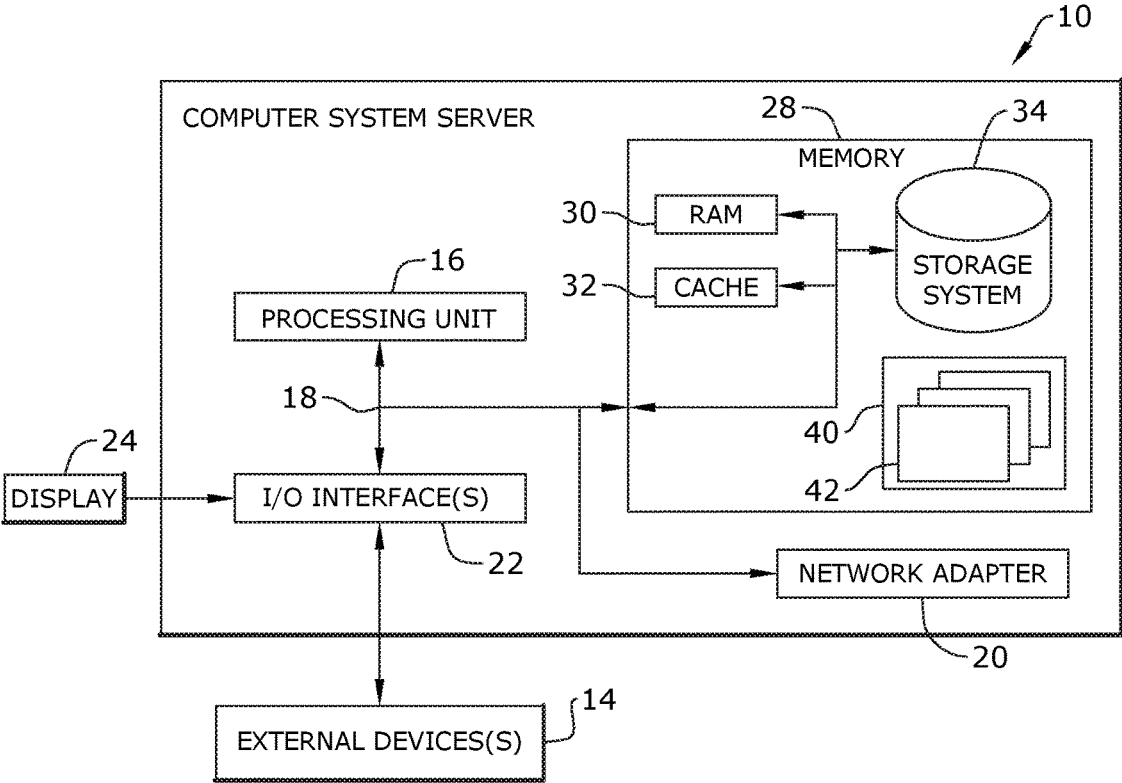 10
COMPUTER SYSTEM SERVER
28
34
MEMORY
30
RAM
32
CACHE
STORAGE
SYSTEM
16
PROCESSING UNIT
18
40
42
24
DISPLAY
I/O INTERFACE(S)
22
NETWORK ADAPTER
20
14
EXTERNAL DEVICES(S)